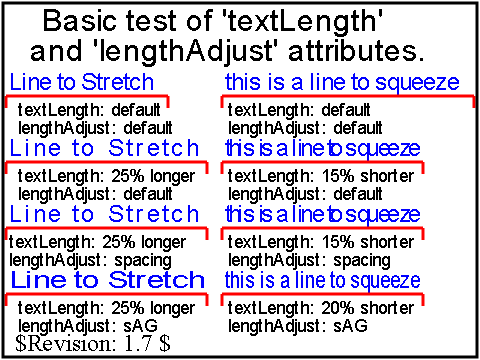 Basic test of 'textLength'
and 'lengthAdjust' attributes.
Line to Stretch
textLength: default
lengthAdjust: default
this is a line to squeeze
textLength: default
lengthAdjust: default
Line to Stretch
textLength: 25% longer
lengthAdjust: default
this is a line to squeeze
textLength: 15% shorter
lengthAdjust: default
Line to Stretch
textLength: 25% longer
lengthAdjust: spacing
this is a line to squeeze
textLength: 15% shorter
lengthAdjust: spacing
Line to Stretch
textLength: 25% longer
lengthAdjust: sAG
this is a line to squeeze
textLength: 20% shorter
lengthAdjust: sAG
$Revision: 1.7 $